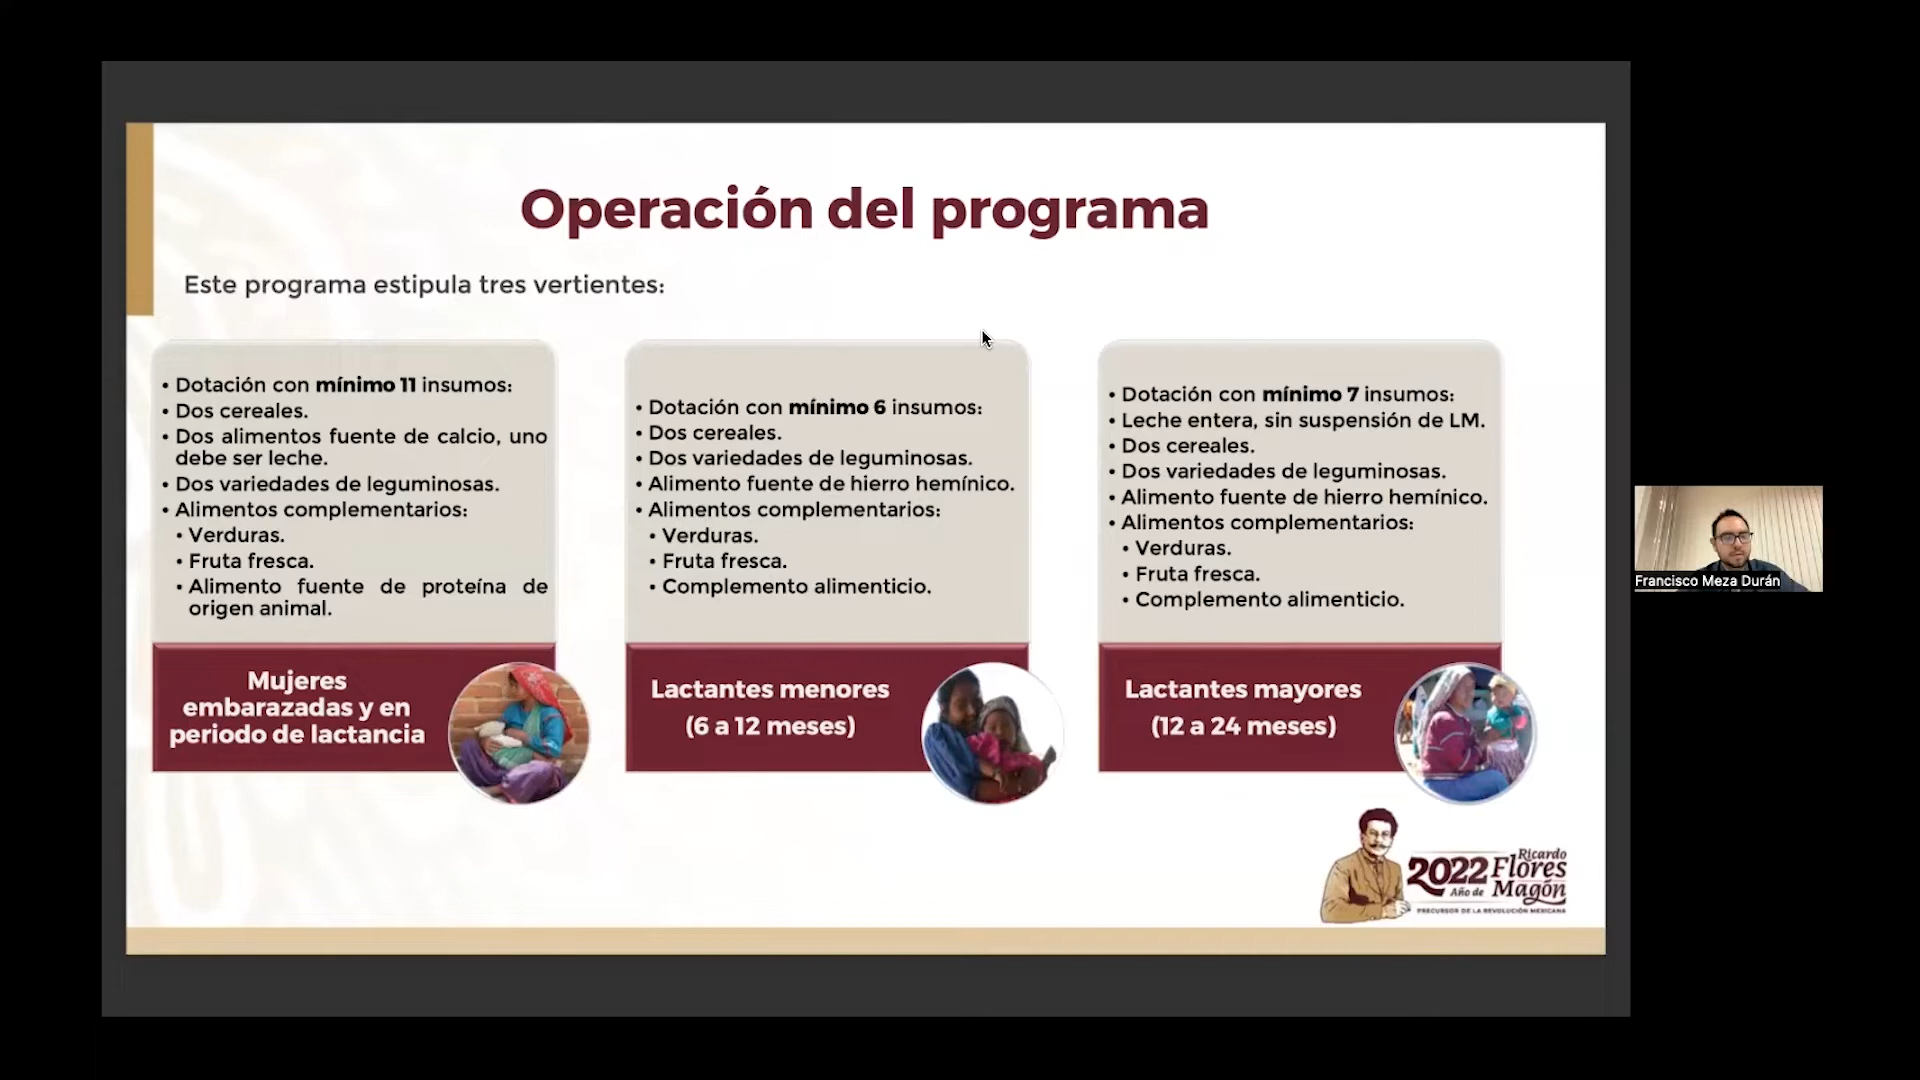 Operación del programa
Este programa estipula tres vertientes:
• Dotación con mínimo 11 insumos:
• Dos cereales.
• Dos alimentos fuente de calcio, uno
debe ser leche.
• Dos variedades de leguminosas.
• Alimentos complementarios:
• Verduras.
• Fruta fresca.
• Alimento fuente de proteína de
origen animal.
Mujeres
embarazadas y en
periodo de lactancia
• Dotación con mínimo 6 insumos:
• Dos cereales.
• Dos variedades de leguminosas.
• Alimento fuente de hierro hemínico.
• Alimentos complementarios:
• Verduras.
• Fruta fresca.
• Complemento alimenticio.
Lactantes menores
(6 a 12 meses)
• Dotación con mínimo 7 insumos:
• Leche entera, sin suspensión de LM.
• Dos cereales.
• Dos variedades de leguminosas.
• Alimento fuente de hierro hemínico.
• Alimentos complementarios:
• Verduras.
• Fruta fresca.
• Complemento alimenticio.
Lactantes mayores
(12 a 24 meses)
Francisco Meza Durán
2022 Ricardo
Flores
Año de Magón
PRECURSOR DE LA REVOLUCIÓN MEXICANA